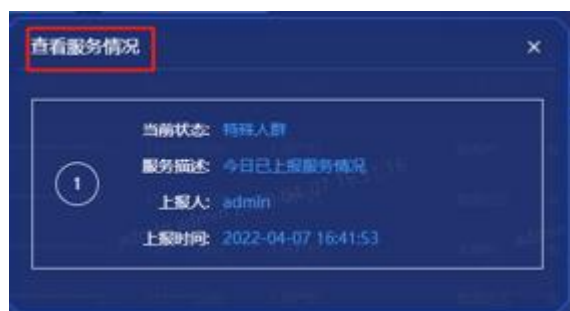 查看服务情况
×
1
当前状态: 特殊人群
服务描述: 今日已上报服务情况
上报人: admin
上报时间: 2022-04-07 16:41:53